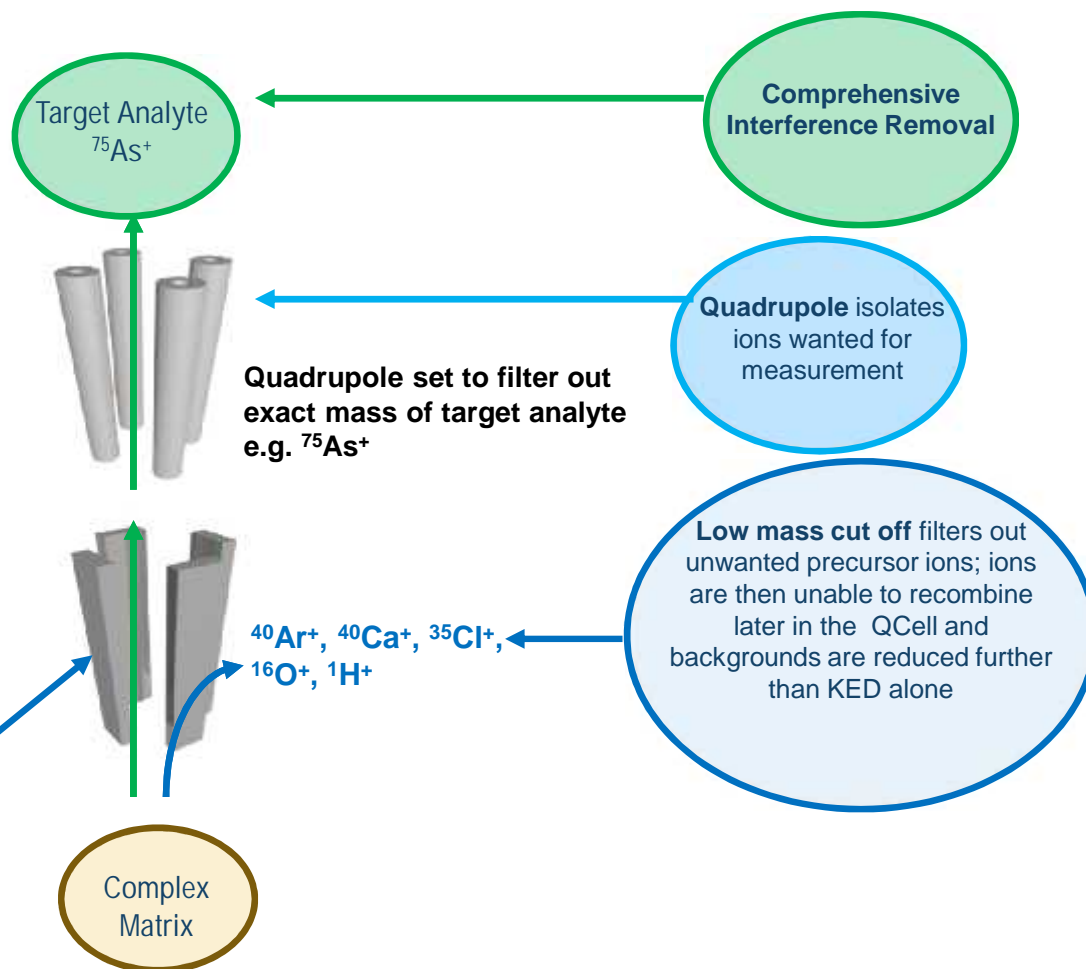 Target Analyte
⁷⁵As⁺
Comprehensive
Interference Removal
Quadrupole isolates
ions wanted for
measurement
Quadrupole set to filter out
exact mass of target analyte
e.g. ⁷⁵As⁺
Low mass cut off filters out
unwanted precursor ions; ions
are then unable to recombine
later in the QCell and
backgrounds are reduced further
than KED alone
⁴⁰Ar⁺, ⁴⁰Ca⁺, ³⁵Cl⁺,
¹⁶O⁺, ¹H⁺
Complex
Matrix